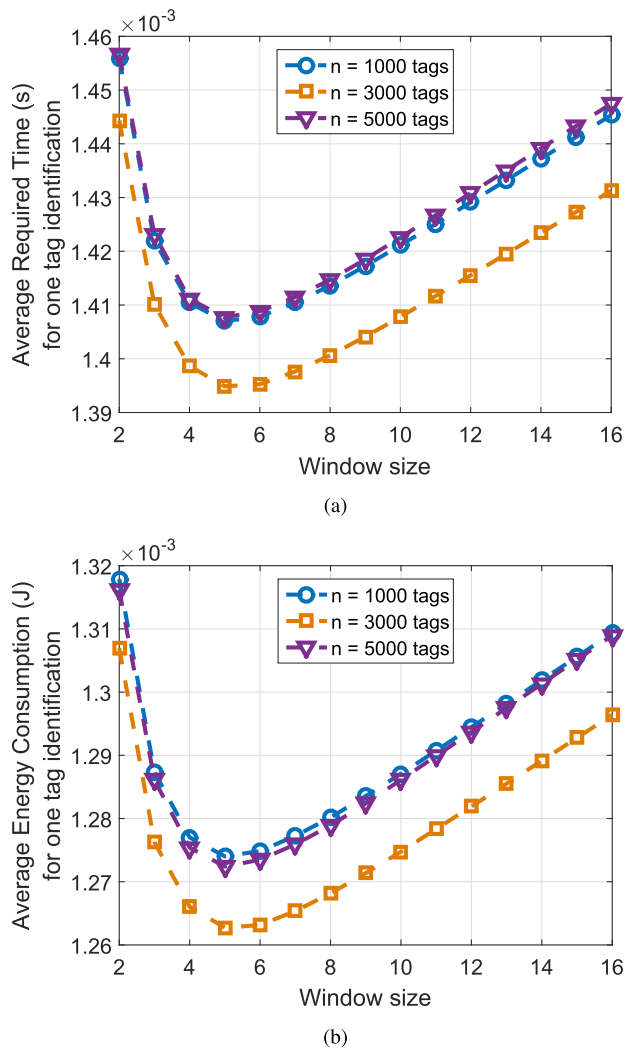 ×10⁻³
1.46
1.45
1.44
1.43
1.42
1.41
1.4
1.39
Average Required Time (s)
for one tag identification
n = 1000 tags
n = 3000 tags
n = 5000 tags
2 4 6 8 10 12 14 16
Window size
(a)
×10⁻³
1.32
1.31
1.3
1.29
1.28
1.27
1.26
Average Energy Consumption (J)
for one tag identification
n = 1000 tags
n = 3000 tags
n = 5000 tags
2 4 6 8 10 12 14 16
Window size
(b)